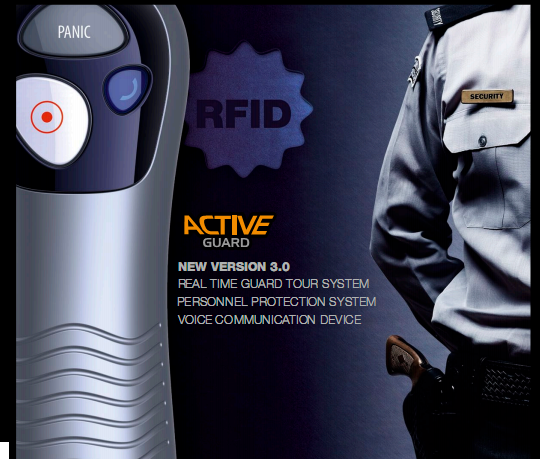 PANIC
RFID
SECURITY
SECURITY
ACTIVE
GUARD
NEW VERSION 3.0
REAL TIME GUARD TOUR SYSTEM
PERSONNEL PROTECTION SYSTEM
VOICE COMMUNICATION DEVICE